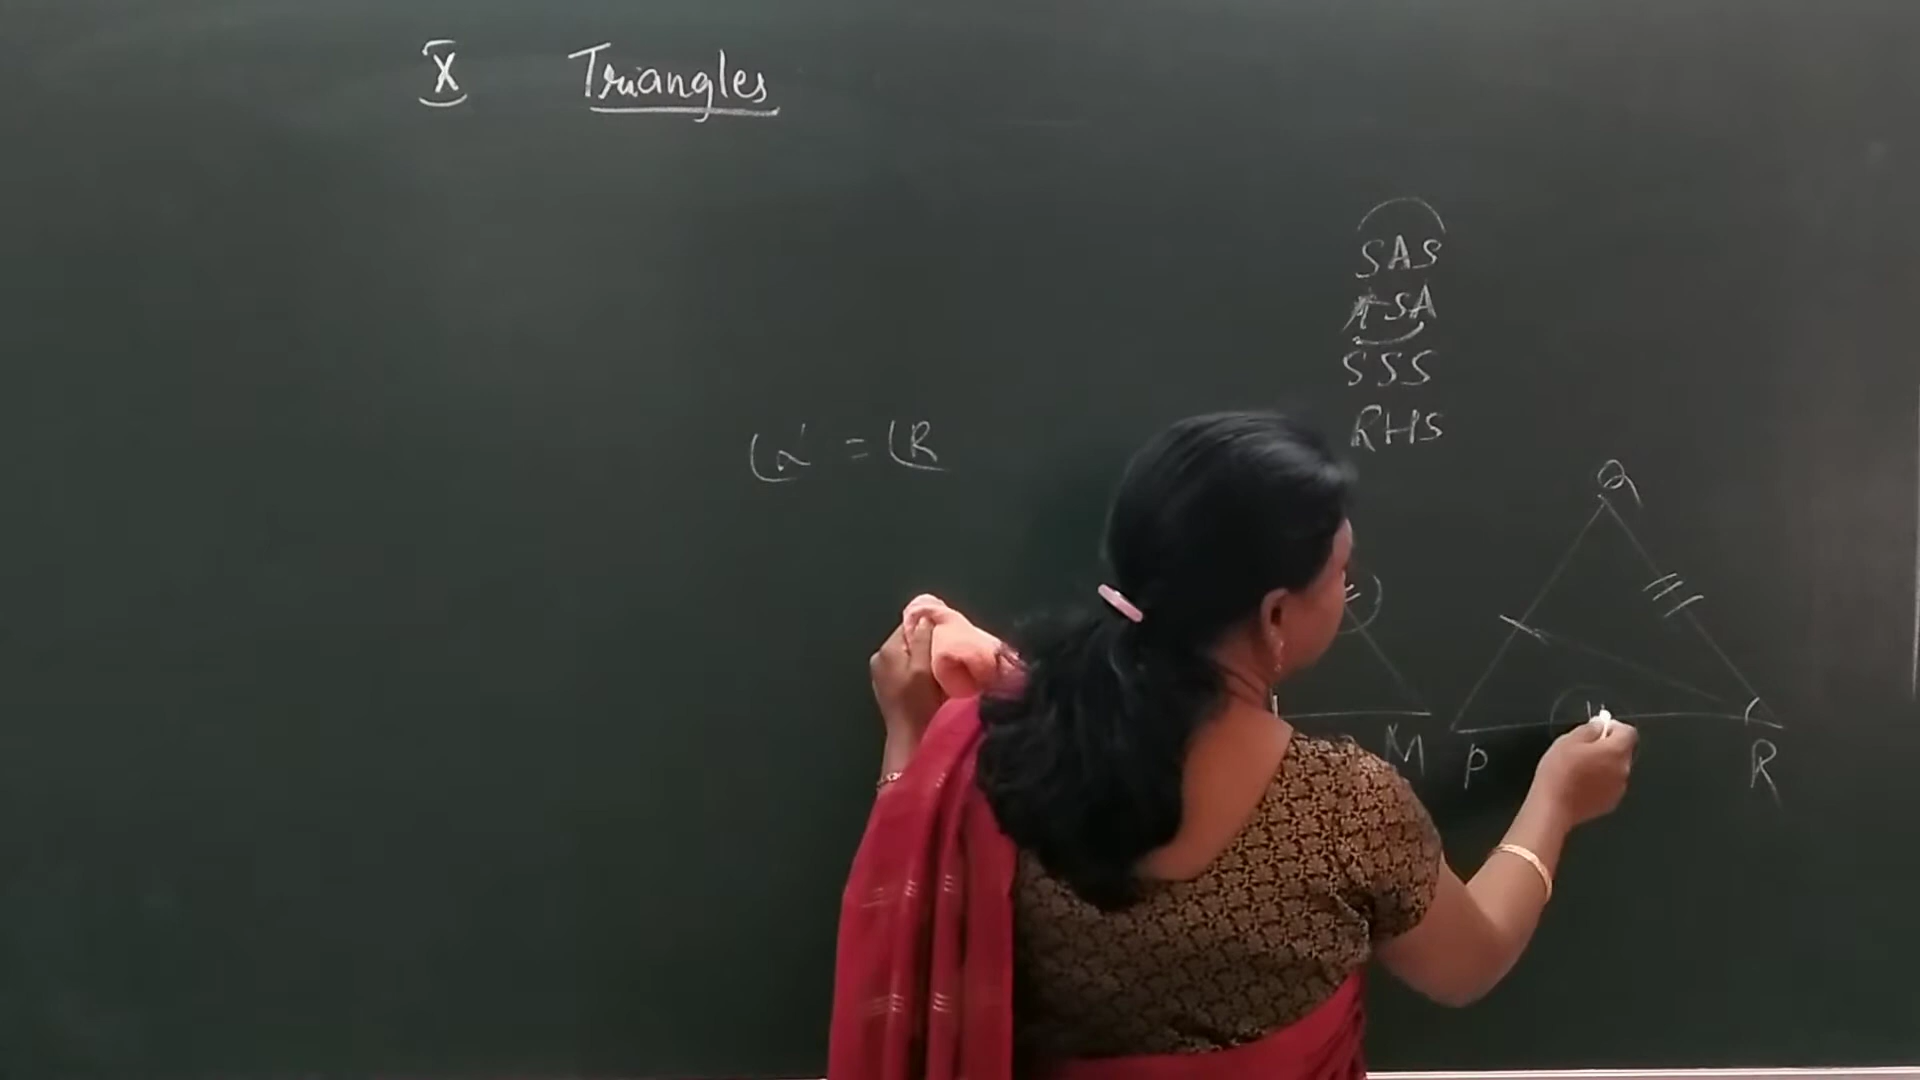 X Triangles
SAS
ASA
SSS
RHS
= ∠R
Q
M P R